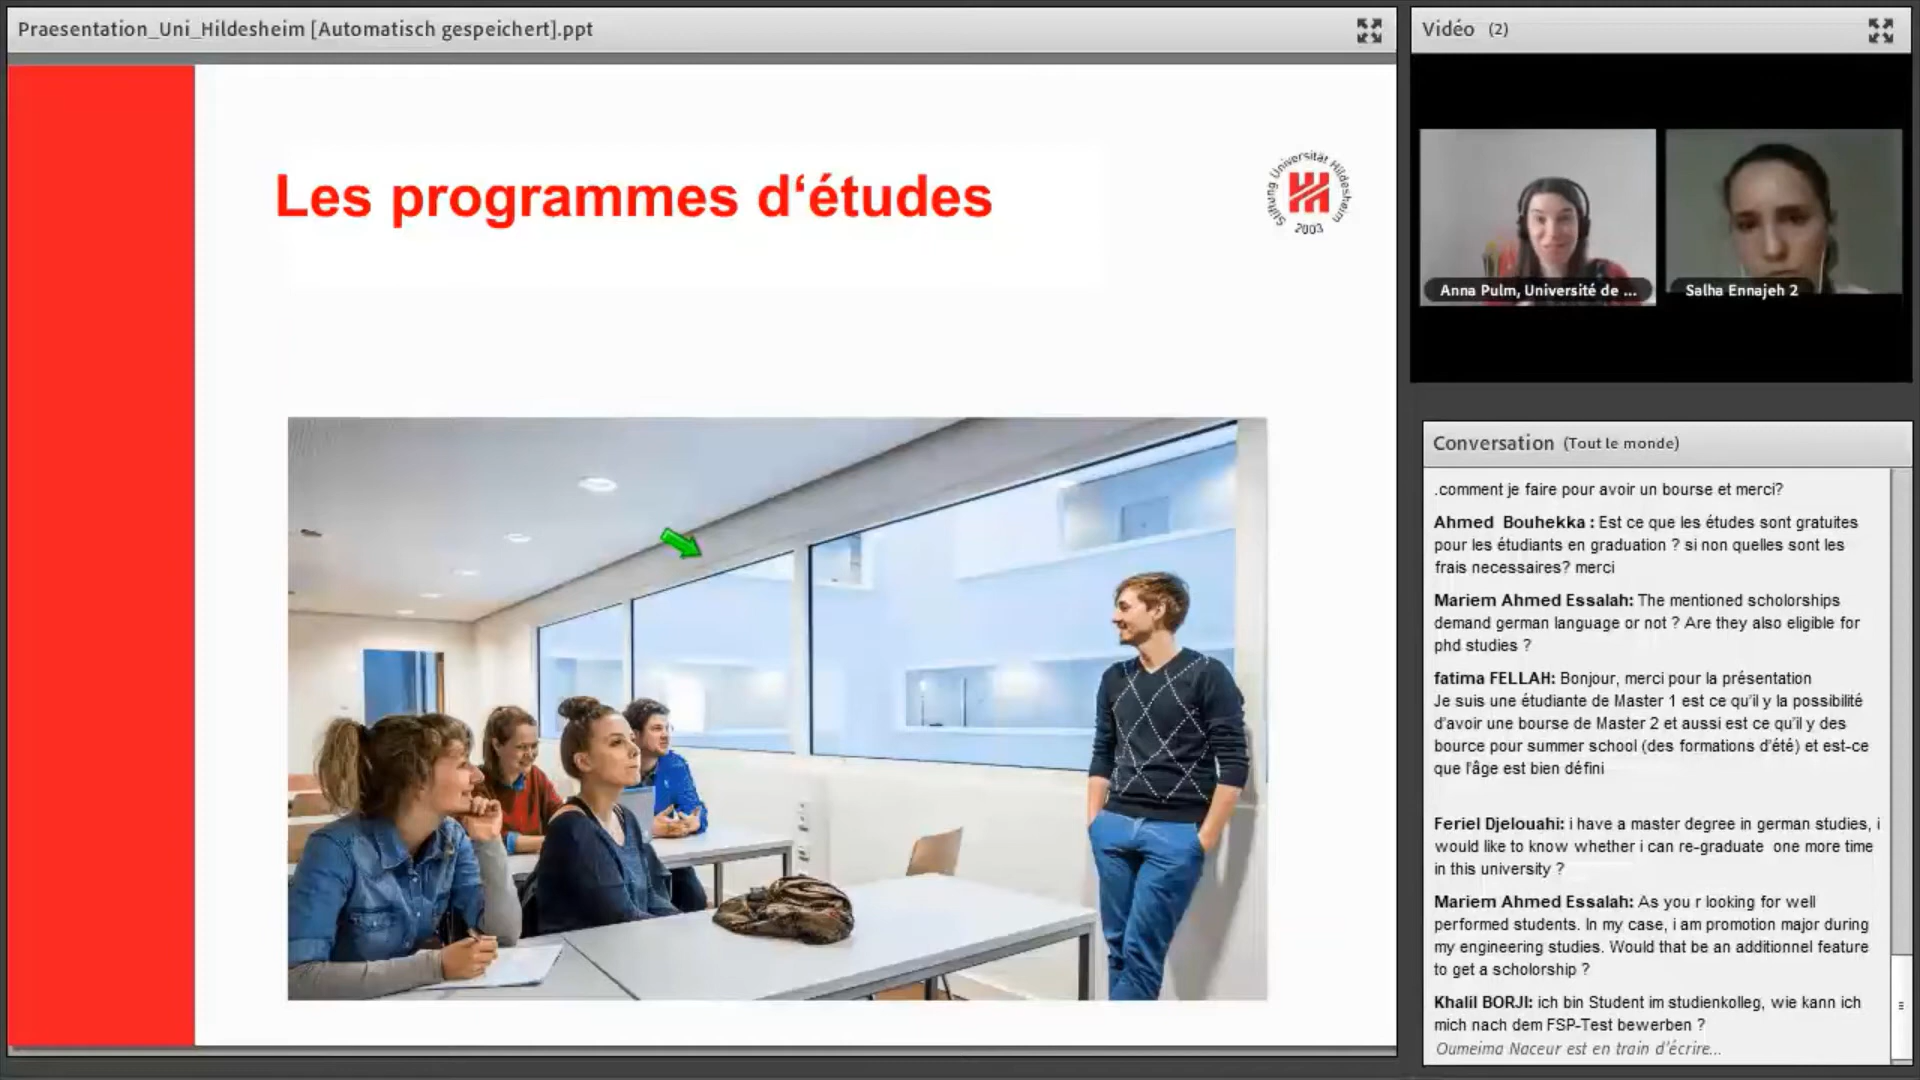 Praesentation_Uni_Hildesheim [Automatisch gespeichert].ppt
Les programmes d‘études
Stiftung Universität Hildesheim
2003
Vidéo (2)
Anna Pulm, Université de ...
Salha Ennajeh 2
Conversation (Tout le monde)
.comment je faire pour avoir un bourse et merci?
Ahmed Bouhekka : Est ce que les études sont gratuites
pour les étudiants en graduation ? si non quelles sont les
frais necessaires? merci
Mariem Ahmed Essalah: The mentioned scholorships
demand german language or not ? Are they also eligible for
phd studies ?
fatima FELLAH: Bonjour, merci pour la présentation
Je suis une étudiante de Master 1 est ce qu'il y la possibilité
d'avoir une bourse de Master 2 et aussi est ce qu'il y des
bource pour summer school (des formations d'été) et est-ce
que l'âge est bien défini
Feriel Djelouahi: i have a master degree in german studies, i
would like to know whether i can re-graduate one more time
in this university ?
Mariem Ahmed Essalah: As you r looking for well
performed students. In my case, i am promotion major during
my engineering studies. Would that be an additionnel feature
to get a scholorship ?
Khalil BORJI: ich bin Student im studienkolleg, wie kann ich
mich nach dem FSP-Test bewerben ?
Oumeima Naceur est en train d'écrire...